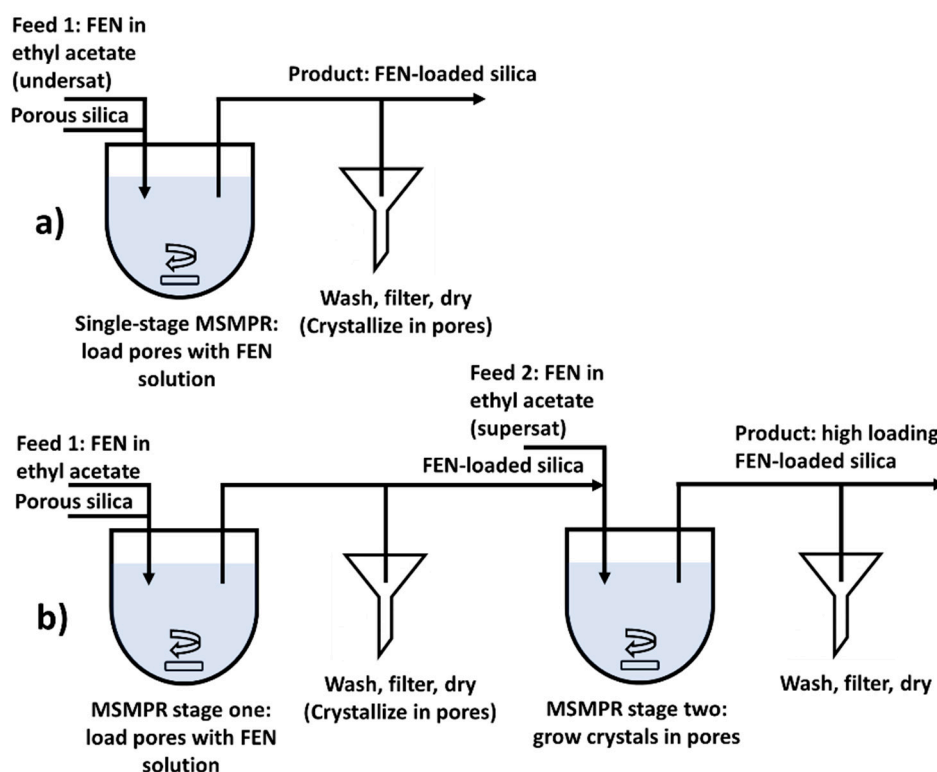 Feed 1: FEN in
ethyl acetate
(undersat)
Porous silica
Product: FEN-loaded silica
a)
Single-stage MSMPR:
load pores with FEN
solution
Wash, filter, dry
(Crystallize in pores)
Feed 1: FEN in
ethyl acetate
Porous silica
Feed 2: FEN in
ethyl acetate
(supersat)
FEN-loaded silica
Product: high loading
FEN-loaded silica
b)
MSMPR stage one:
load pores with FEN
solution
Wash, filter, dry
(Crystallize in pores)
MSMPR stage two:
grow crystals in pores
Wash, filter, dry